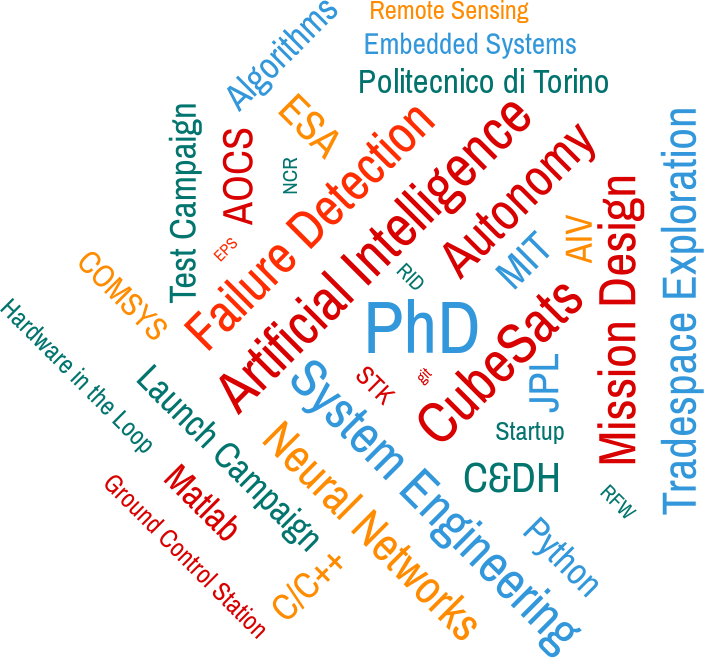 Remote Sensing
Algorithms
Embedded Systems
Politecnico di Torino
ESA
Test Campaign
AOCS
NCR
Failure Detection
Artificial Intelligence
Autonomy
Tradespace Exploration
EPS
COMSYS
RID
MIT
AIV
Mission Design
PhD
Hardware in the Loop
CubeSats
STK
git
JPL
System Engineering
Launch Campaign
Startup
Neural Networks
C&DH
Matlab
RFW
Ground Control Station
C/C++
Python